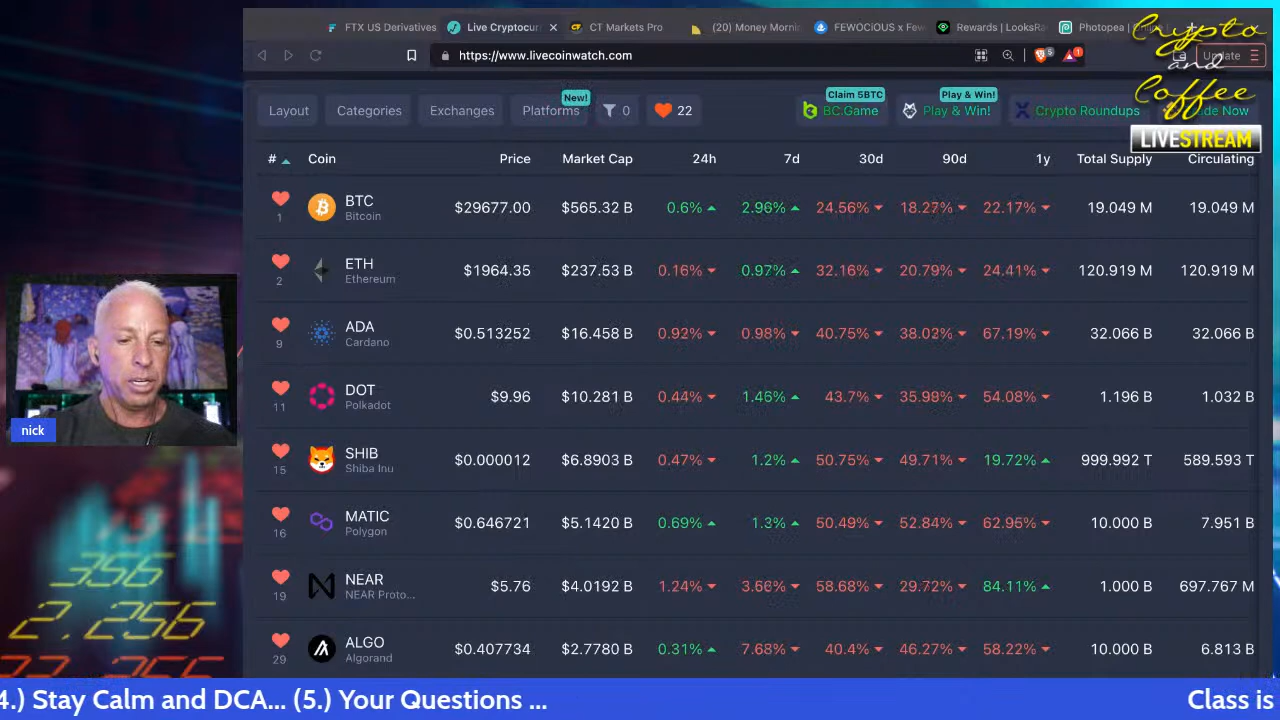 FTX US Derivatives
Live Cryptocur
CT Markets Pro
(20) Money Morni
FEWOCiOUS x Few
Rewards | LooksRa
Photopea |
https://www.livecoinwatch.com
5
1
Update
Crypto
and
Coffee
LIVESTREAM
Layout
Categories
Exchanges
Platforms
New!
0
22
Claim 5BTC
BC.Game
Play & Win!
Play & Win!
Crypto Roundups
de Now
# Coin Price Market Cap 24h 7d 30d 90d 1y Total Supply Circulating
1 BTC Bitcoin $29677.00 $565.32 B 0.6% 2.96% 24.56% 18.27% 22.17% 19.049 M 19.049 M
2 ETH Ethereum $1964.35 $237.53 B 0.16% 0.97% 32.16% 20.79% 24.41% 120.919 M 120.919 M
9 ADA Cardano $0.513252 $16.458 B 0.92% 0.98% 40.75% 38.02% 67.19% 32.066 B 32.066 B
11 DOT Polkadot $9.96 $10.281 B 0.44% 1.46% 43.7% 35.99% 54.08% 1.196 B 1.032 B
15 SHIB Shiba Inu $0.000012 $6.8903 B 0.47% 1.2% 50.75% 49.71% 19.72% 999.992 T 589.593 T
16 MATIC Polygon $0.646721 $5.1420 B 0.69% 1.3% 50.49% 52.84% 62.95% 10.000 B 7.951 B
19 NEAR NEAR Proto... $5.76 $4.0192 B 1.24% 3.66% 58.68% 29.72% 84.11% 1.000 B 697.767 M
29 ALGO Algorand $0.407734 $2.7780 B 0.31% 7.68% 40.4% 46.27% 58.22% 10.000 B 6.813 B
nick
356
2.256
4.) Stay Calm and DCA... (5.) Your Questions ...
Class is